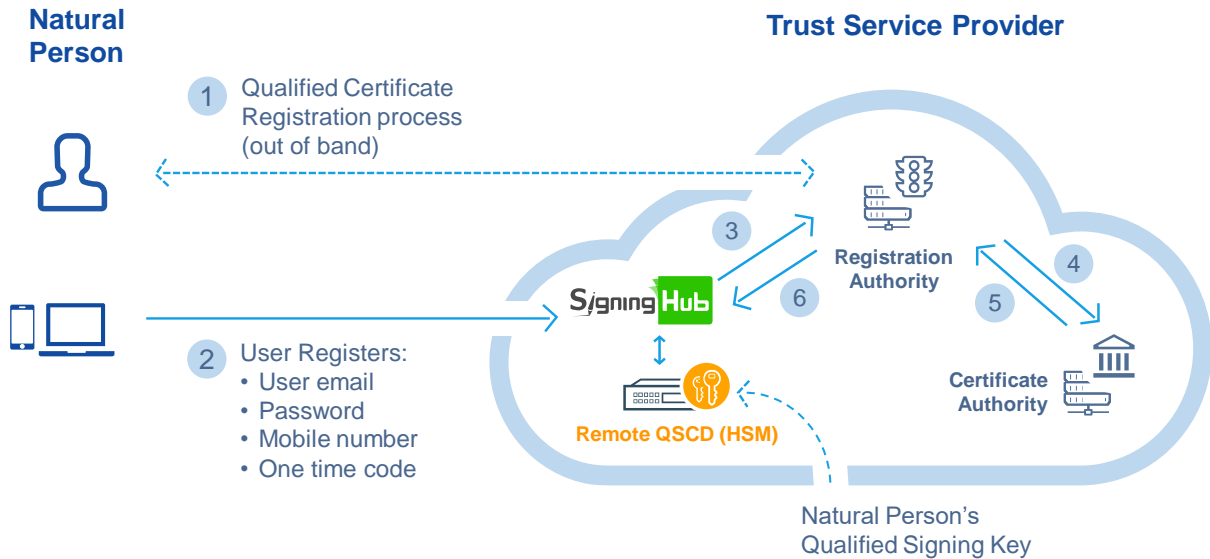 Natural
Person
Trust Service Provider
1
Qualified Certificate
Registration process
(out of band)
3
Registration
Authority
4
SigningHub
6
5
2
User Registers:
• User email
• Password
• Mobile number
• One time code
Certificate
Authority
Remote QSCD (HSM)
Natural Person's
Qualified Signing Key